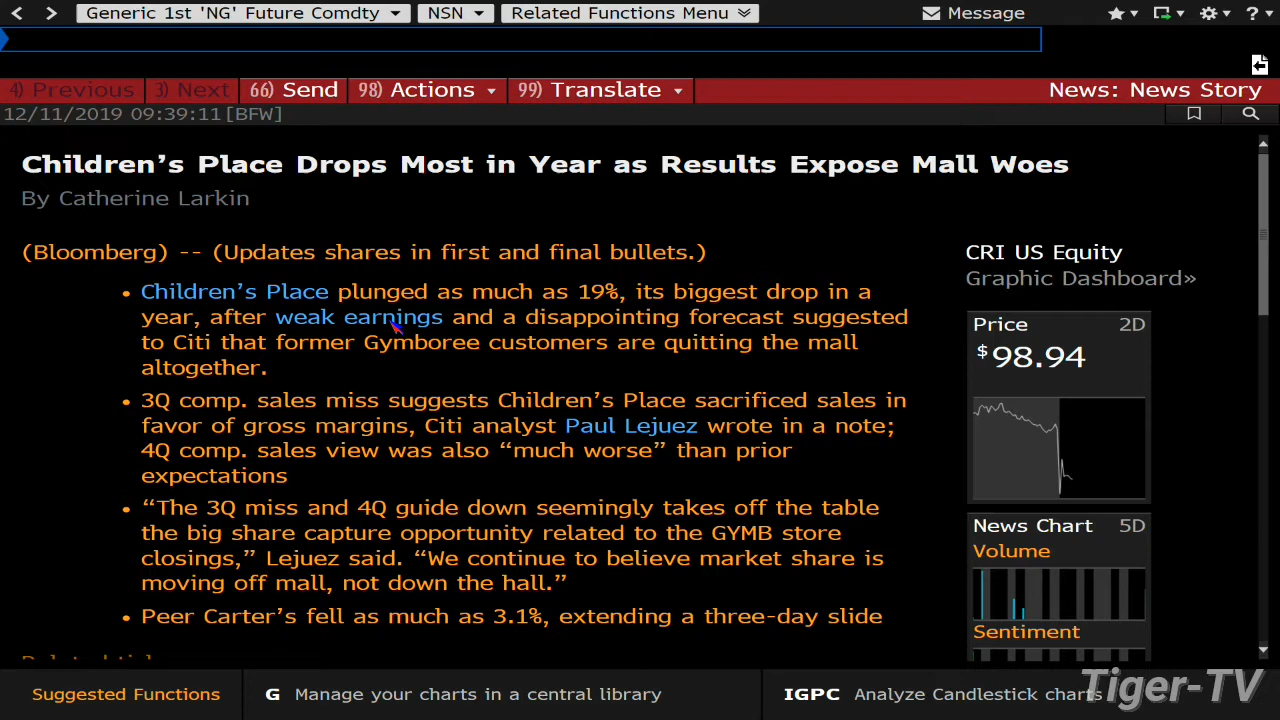 Generic 1st 'NG' Future Comdty NSN Related Functions Menu Message ?
4) Previous 3) Next 66) Send 98) Actions 99) Translate News: News Story
12/11/2019 09:39:11 [BFW]
Children's Place Drops Most in Year as Results Expose Mall Woes
By Catherine Larkin
(Bloomberg) -- (Updates shares in first and final bullets.)
• Children's Place plunged as much as 19%, its biggest drop in a
year, after weak earnings and a disappointing forecast suggested
to Citi that former Gymboree customers are quitting the mall
altogether.
• 3Q comp. sales miss suggests Children's Place sacrificed sales in
favor of gross margins, Citi analyst Paul Lejuez wrote in a note;
4Q comp. sales view was also “much worse” than prior
expectations
• “The 3Q miss and 4Q guide down seemingly takes off the table
the big share capture opportunity related to the GYMB store
closings,” Lejuez said. “We continue to believe market share is
moving off mall, not down the hall.”
• Peer Carter's fell as much as 3.1%, extending a three-day slide
CRI US Equity
Graphic Dashboard»
Price 2D
$98.94
News Chart 5D
Volume
Sentiment
Suggested Functions G Manage your charts in a central library IGPC Analyze Candlestick charts
Tiger-TV